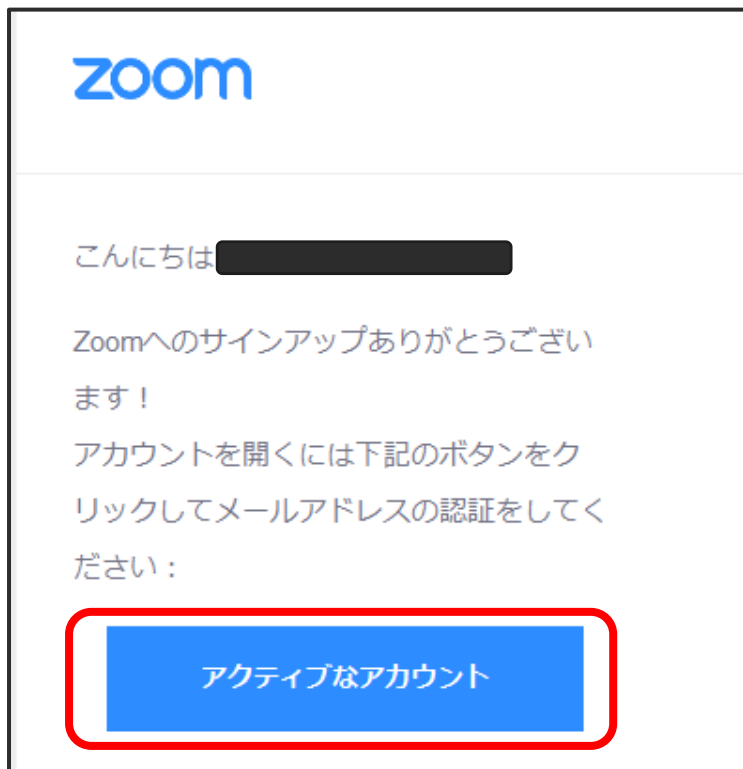 zoom
こんにちは
Zoomへのサインアップありがとうござい
ます！
アカウントを開くには下記のボタンをク
リックしてメールアドレスの認証をしてく
ださい：
アクティブなアカウント